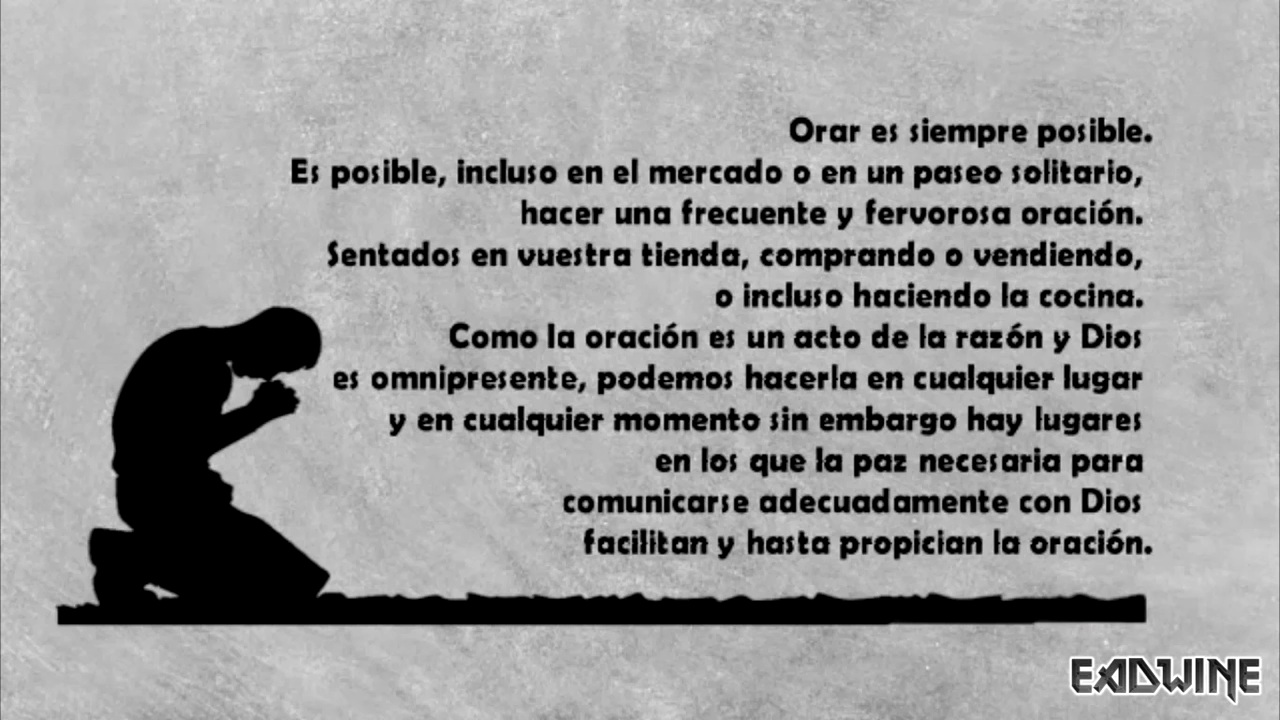 Orar es siempre posible.
Es posible, incluso en el mercado o en un paseo solitario,
hacer una frecuente y fervorosa oración.
Sentados en vuestra tienda, comprando o vendiendo,
o incluso haciendo la cocina.
Como la oración es un acto de la razón y Dios
es omnipresente, podemos hacerla en cualquier lugar
y en cualquier momento sin embargo hay lugares
en los que la paz necesaria para
comunicarse adecuadamente con Dios
facilitan y hasta propician la oración.
EADWINE